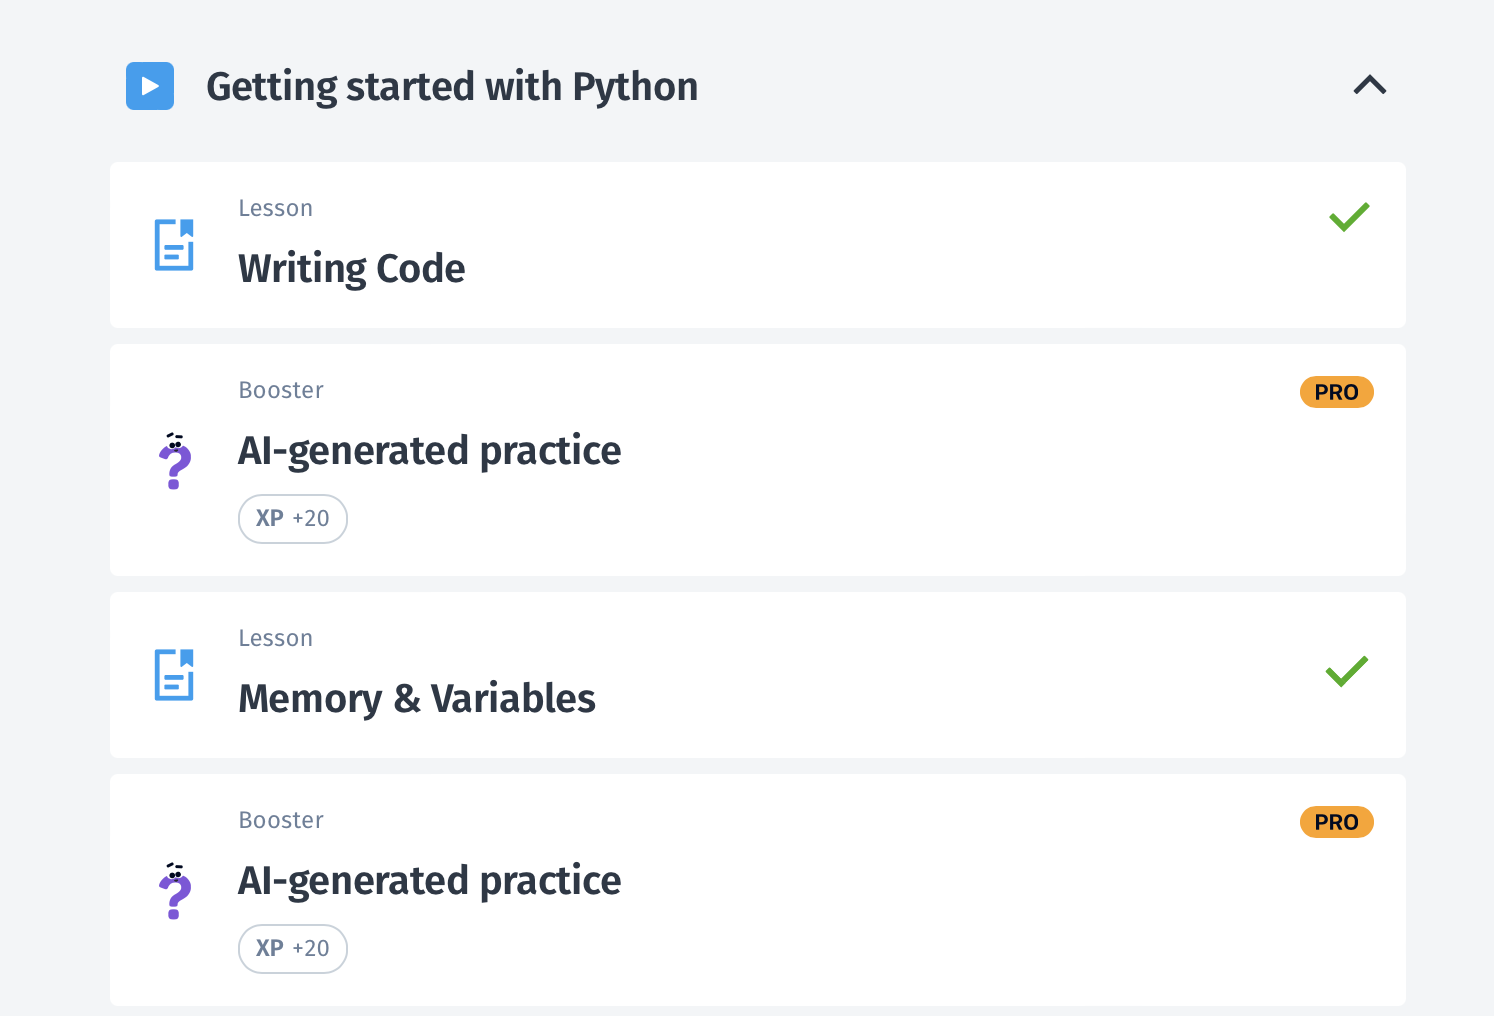 Getting started with Python
Lesson
Writing Code
Booster
PRO
AI-generated practice
XP +20
Lesson
Memory & Variables
Booster
PRO
AI-generated practice
XP +20